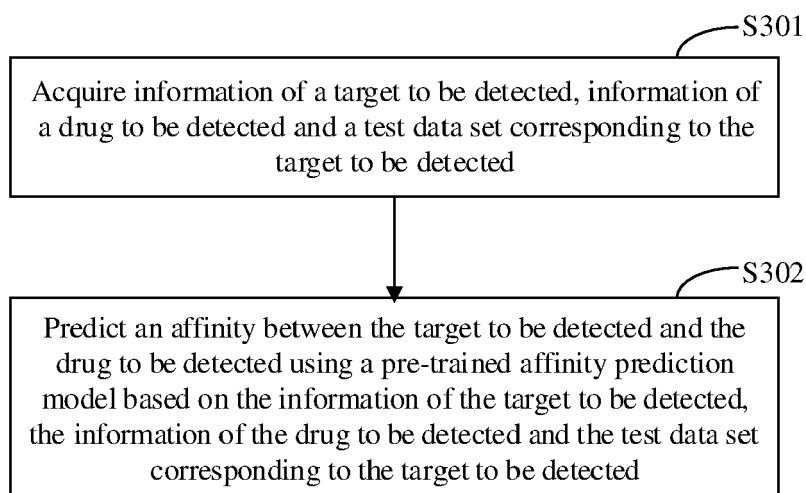 S301
Acquire information of a target to be detected, information of
a drug to be detected and a test data set corresponding to the
target to be detected
S302
Predict an affinity between the target to be detected and the
drug to be detected using a pre-trained affinity prediction
model based on the information of the target to be detected,
the information of the drug to be detected and the test data set
corresponding to the target to be detected